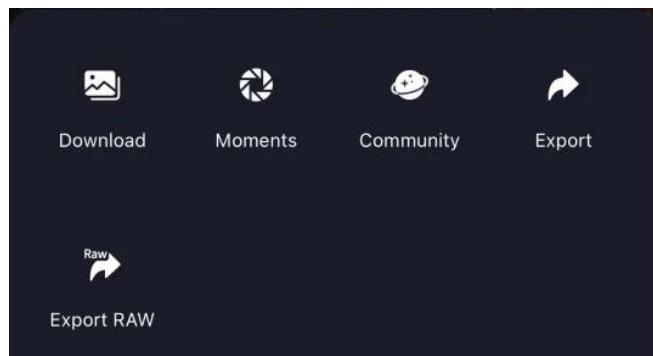 Download
Moments
Community
Export
Raw
Export RAW